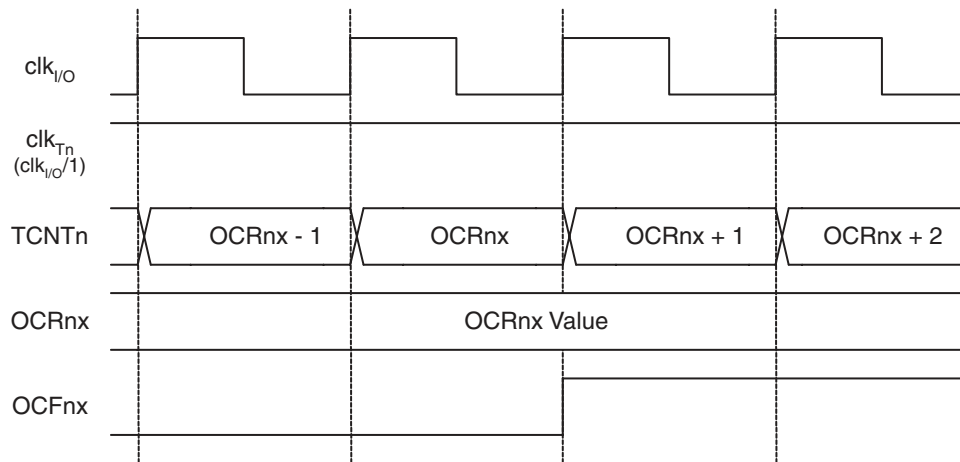 clkI/O
clkTn
(clkI/O/1)
TCNTn OCRnx - 1 OCRnx OCRnx + 1 OCRnx + 2
OCRnx OCRnx Value
OCFnx